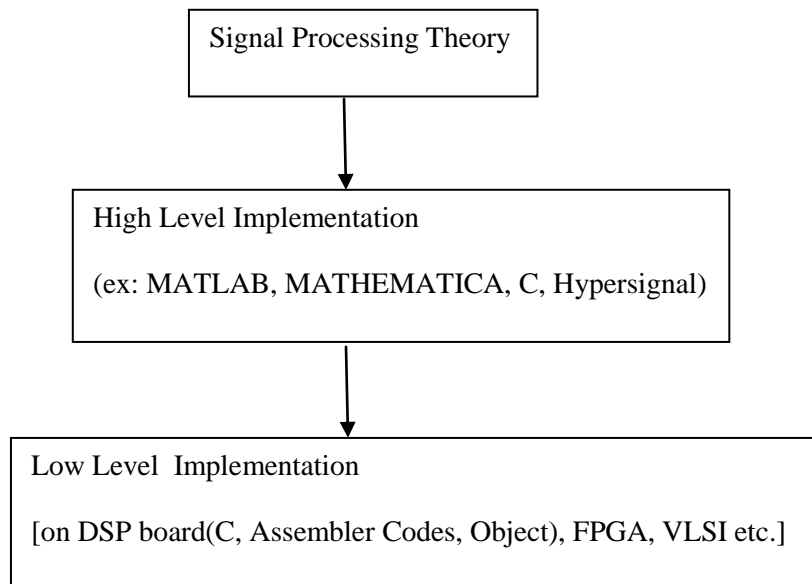 Signal Processing Theory
High Level Implementation
(ex: MATLAB, MATHEMATICA, C, Hypersignal)
Low Level  Implementation
[on DSP board(C, Assembler Codes, Object), FPGA, VLSI etc.]